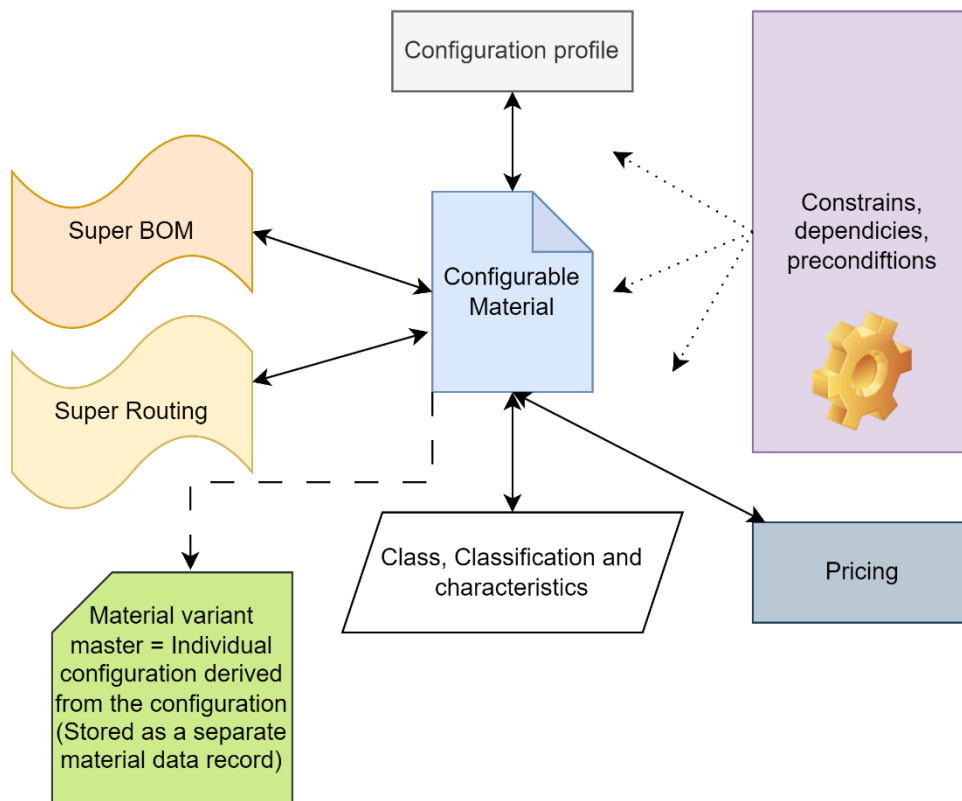 Configuration profile
Super BOM
Configurable
Material
Constrains,
dependicies,
precondiftions
Super Routing
Class, Classification and
characteristics
Pricing
Material variant
master = Individual
configuration derived
from the configuration
(Stored as a separate
material data record)